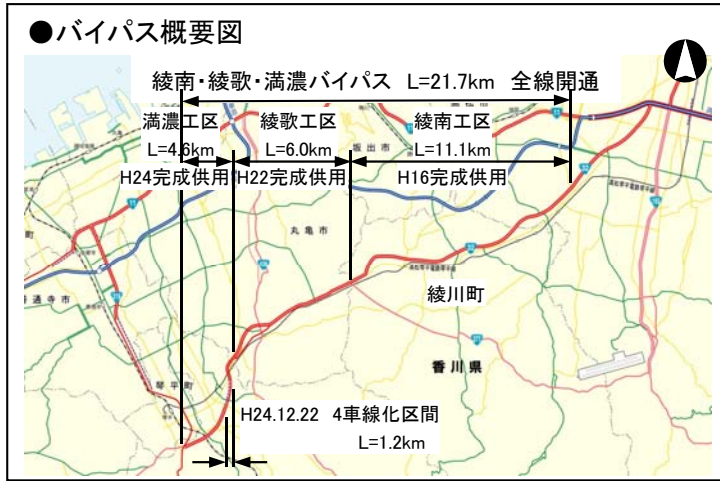 ●バイパス概要図
綾南・綾歌・満濃バイパス L=21.7km 全線開通
満濃工区 綾歌工区 綾南工区
L=4.6km L=6.0km L=11.1km
H24完成供用 H22完成供用 H16完成供用
坂出市
丸亀市
綾川町
香川県
琴平町
H24.12.22 4車線化区間
L=1.2km